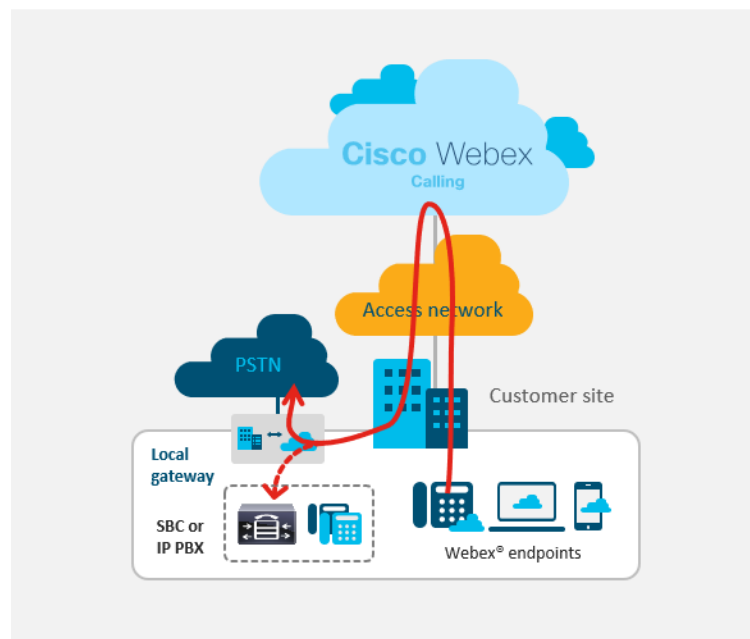 Cisco Webex
Calling
Access network
PSTN
Customer site
Local
gateway
SBC or
IP PBX
Webex® endpoints